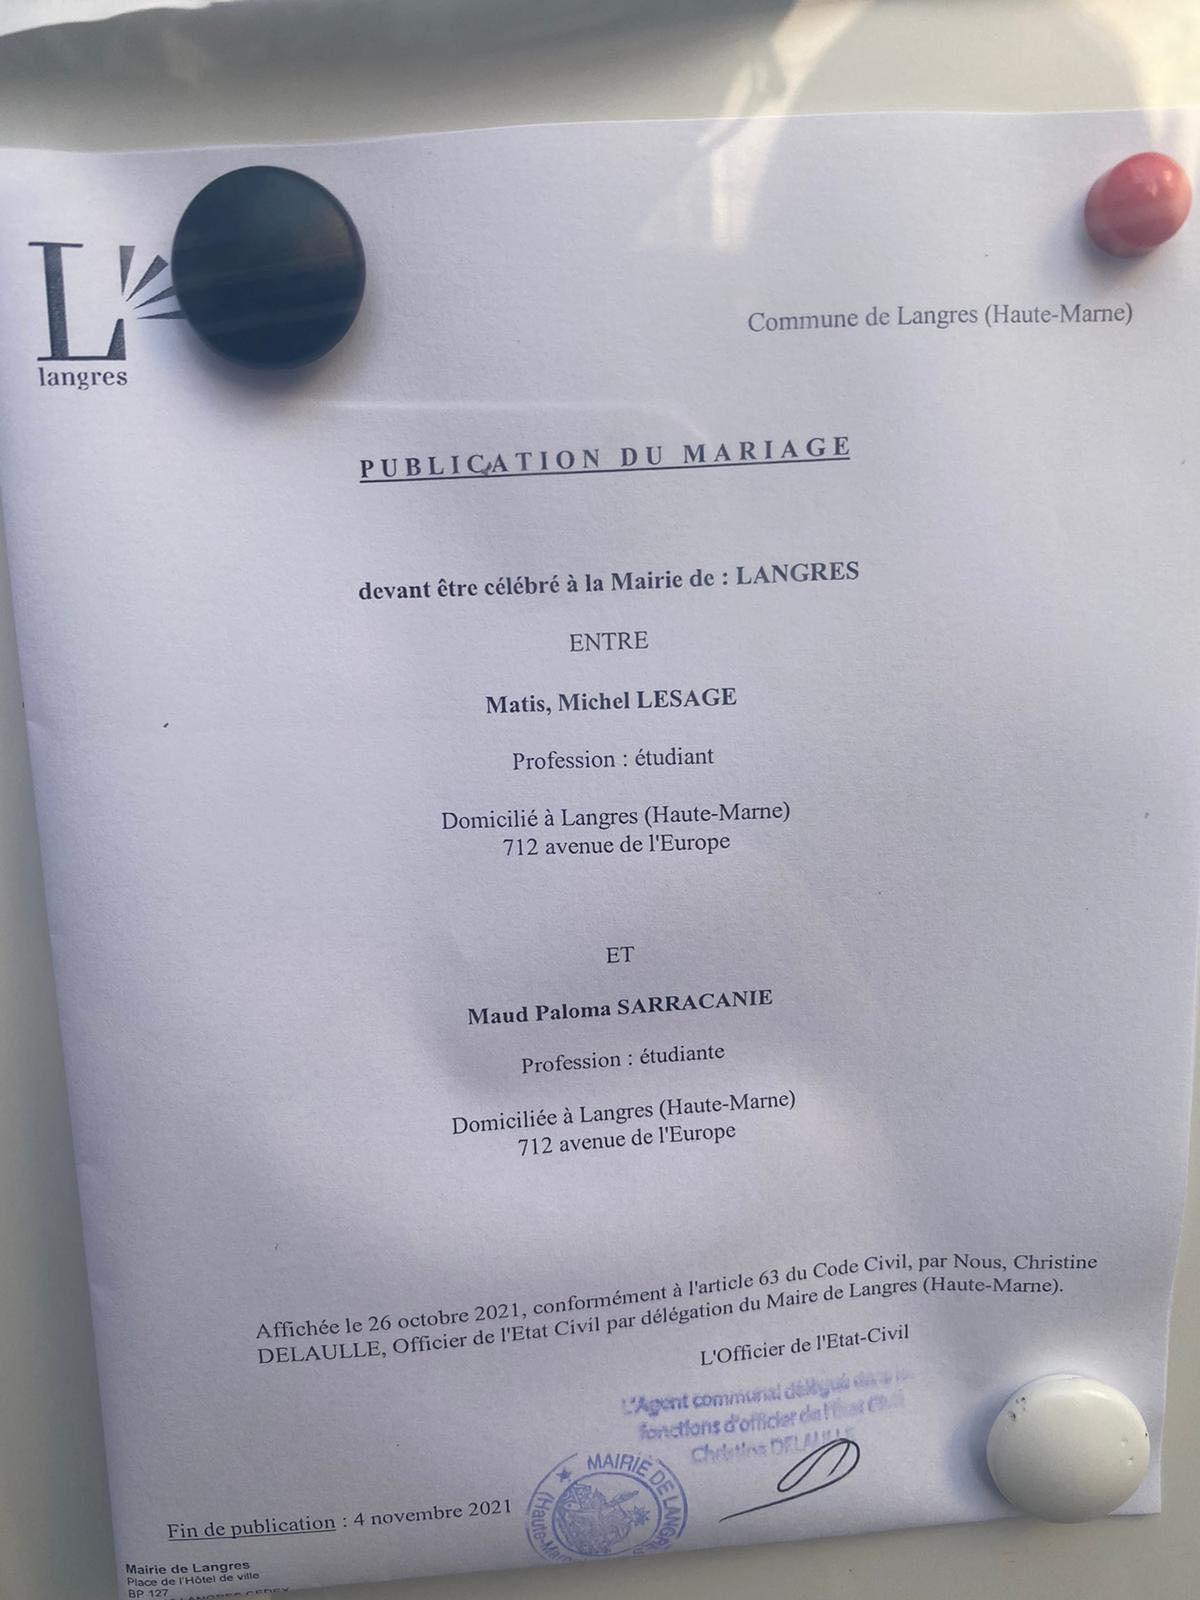 L'
langres
Commune de Langres (Haute-Marne)
PUBLICATION DU MARIAGE
devant être célébré à la Mairie de : LANGRES
ENTRE
Matis, Michel LESAGE
Profession : étudiant
Domicilié à Langres (Haute-Marne)
712 avenue de l'Europe
ET
Maud Paloma SARRACANIE
Profession : étudiante
Domiciliée à Langres (Haute-Marne)
712 avenue de l'Europe
Affichée le 26 octobre 2021, conformément à l'article 63 du Code Civil, par Nous, Christine
DELAULLE, Officier de l'Etat Civil par délégation du Maire de Langres (Haute-Marne).
L'Officier de l'Etat-Civil
L'Agent communal délégué
fonctions d'officier de l'Etat Civil
Christine DELAULLE
MAIRIE DE LANGRES
(Haute-
Fin de publication : 4 novembre 2021
Mairie de Langres
Place de l'Hôtel de ville
BP 127
LANGRES CEDEX